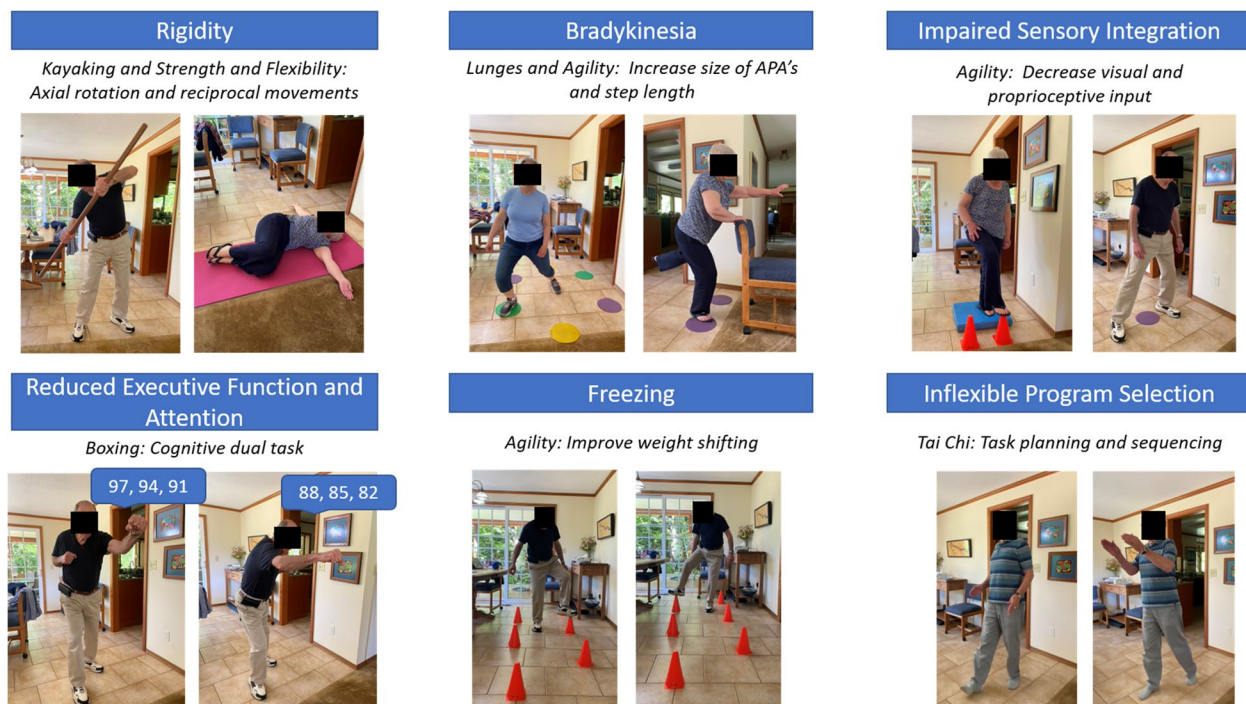 Rigidity
Kayaking and Strength and Flexibility:
Axial rotation and reciprocal movements
Bradykinesia
Lunges and Agility:  Increase size of APA's
and step length
Impaired Sensory Integration
Agility:  Decrease visual and
proprioceptive input
Reduced Executive Function and
Attention
Boxing: Cognitive dual task
97, 94, 91
88, 85, 82
Freezing
Agility: Improve weight shifting
Inflexible Program Selection
Tai Chi: Task planning and sequencing